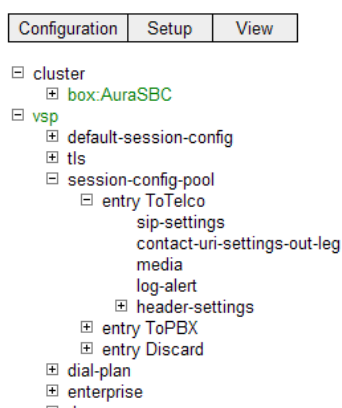 Configuration Setup View
cluster
box:AuraSBC
vsp
default-session-config
tls
session-config-pool
entry ToTelco
sip-settings
contact-uri-settings-out-leg
media
log-alert
header-settings
entry ToPBX
entry Discard
dial-plan
enterprise